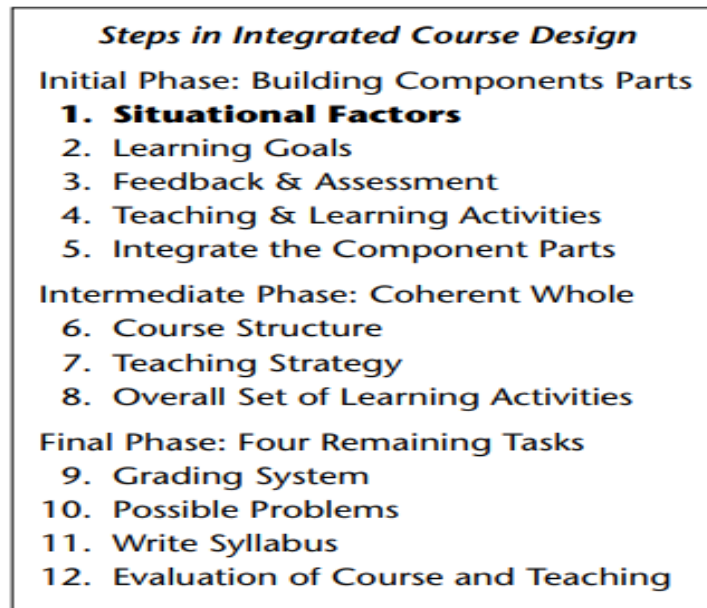 Steps in Integrated Course Design
Initial Phase: Building Components Parts
1. Situational Factors
2. Learning Goals
3. Feedback & Assessment
4. Teaching & Learning Activities
5. Integrate the Component Parts
Intermediate Phase: Coherent Whole
6. Course Structure
7. Teaching Strategy
8. Overall Set of Learning Activities
Final Phase: Four Remaining Tasks
9. Grading System
10. Possible Problems
11. Write Syllabus
12. Evaluation of Course and Teaching